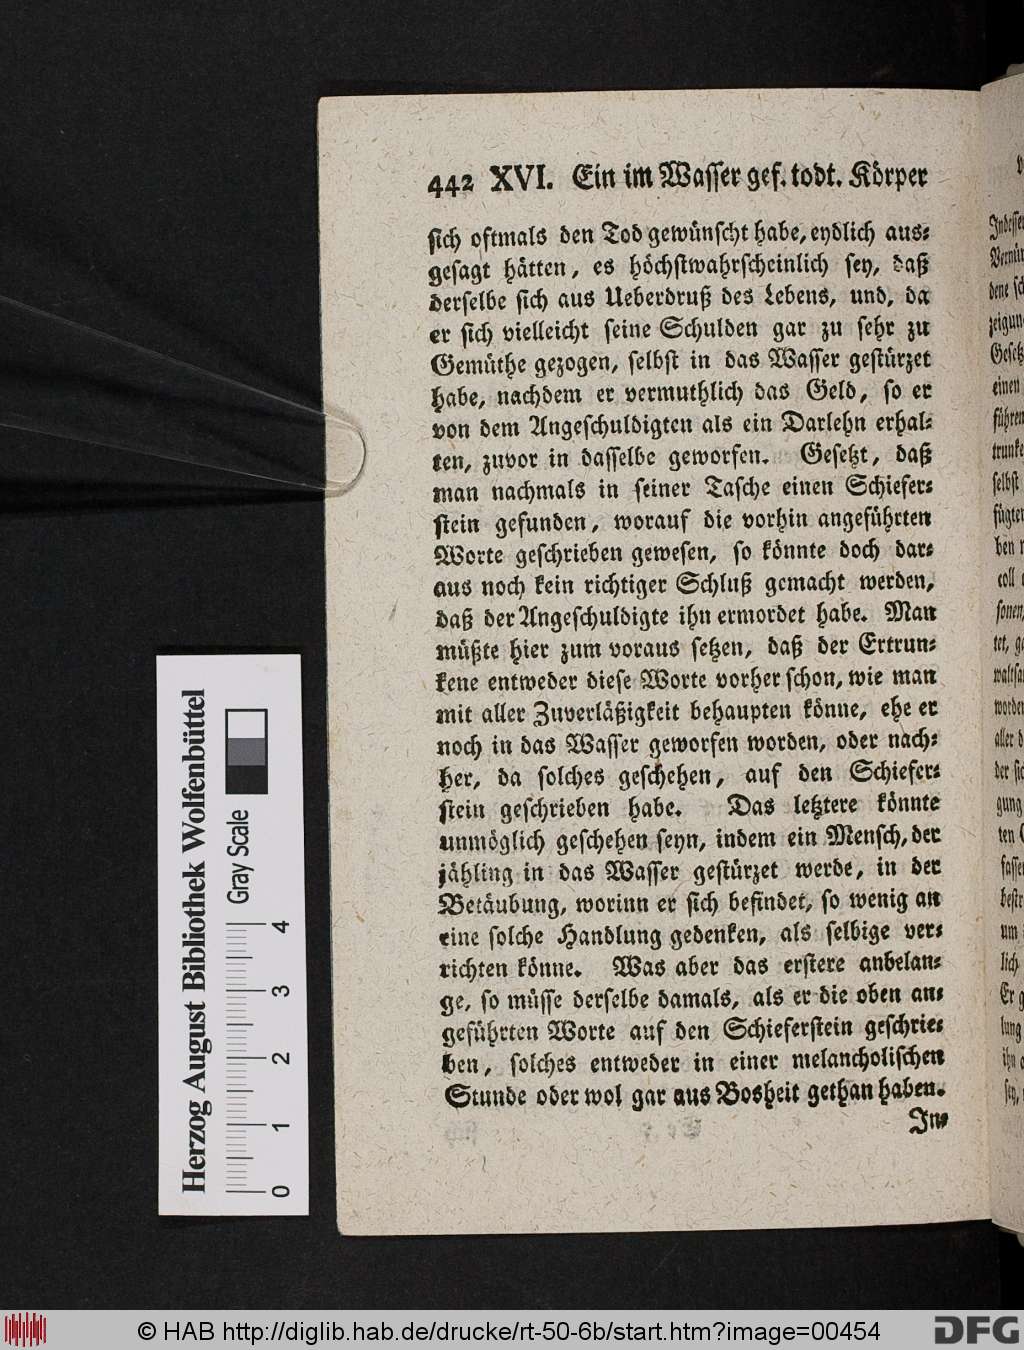 442 XVI. Ein im Wasser gef. todt. Körper
sich oftmals den Tod gewünscht habe, eydlich aus-
gesagt hätten, es höchstwahrscheinlich sey, daß
derselbe sich aus Ueberdruß des Lebens, und, da
er sich vielleicht seine Schulden gar zu sehr zu
Gemüthe gezogen, selbst in das Wasser gestürzet
habe, nachdem er vermuthlich das Geld, so er
von dem Angeschuldigten als ein Darlehn erhal-
ten, zuvor in dasselbe geworfen. Gesetzt, daß
man nachmals in seiner Tasche einen Schiefer-
stein gefunden, worauf die vorhin angeführten
Worte geschrieben gewesen, so könnte doch dar-
aus noch kein richtiger Schluß gemacht werden,
daß der Angeschuldigte ihn ermordet habe. Man
müßte hier zum voraus setzen, daß der Ertrun-
kene entweder diese Worte vorher schon, wie man
mit aller Zuverläßigkeit behaupten könne, ehe er
noch in das Wasser geworfen worden, oder nach-
her, da solches geschehen, auf den Schiefer-
stein geschrieben habe. Das letztere könnte
unmöglich geschehen seyn, indem ein Mensch, der
jähling in das Wasser gestürzet werde, in der
Betäubung, worinn er sich befindet, so wenig an
eine solche Handlung gedenken, als selbige ver-
richten könne. Was aber das erstere anbelan-
ge, so müsse derselbe damals, als er die oben an-
geführten Worte auf den Schieferstein geschrie-
ben, solches entweder in einer melancholischen
Stunde oder wol gar aus Bosheit gethan haben.
In-
Herzog August Bibliothek Wolfenbüttel
Gray Scale
0 1 2 3 4
© HAB http://diglib.hab.de/drucke/rt-50-6b/start.htm?image=00454
DFG